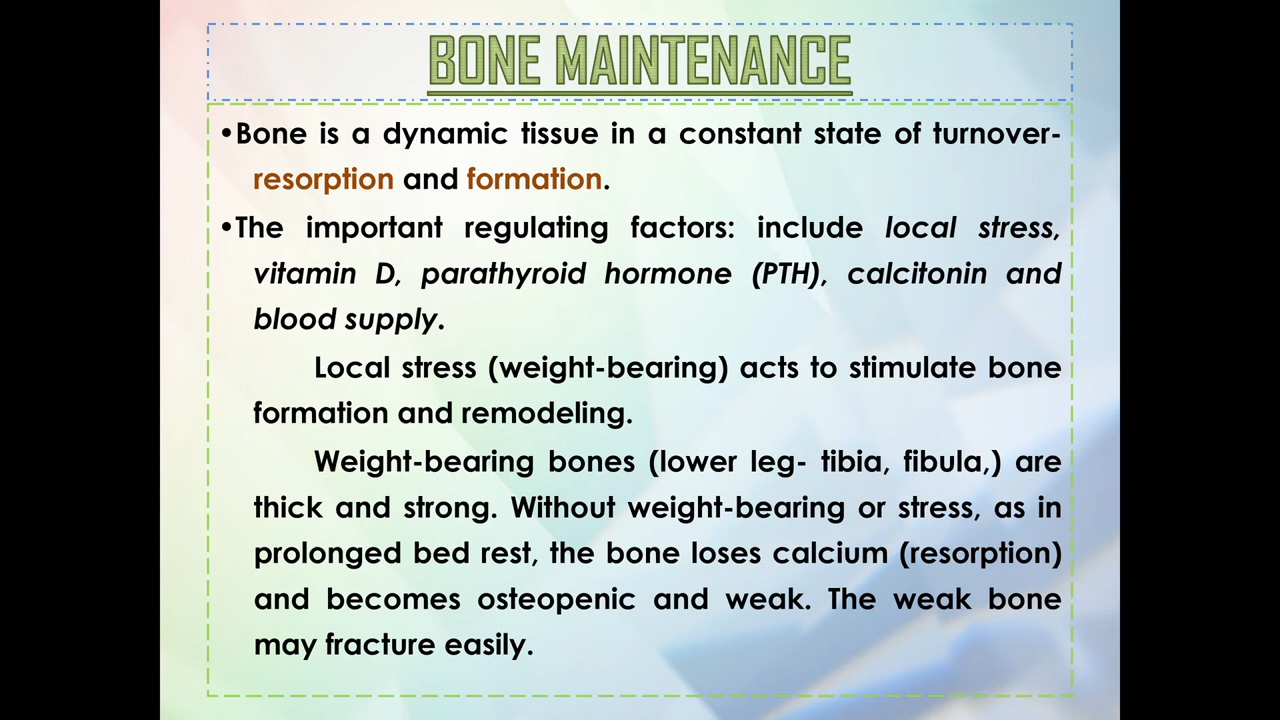 BONE MAINTENANCE
•Bone is a dynamic tissue in a constant state of turnover-
resorption and formation.
•The important regulating factors: include local stress,
vitamin D, parathyroid hormone (PTH), calcitonin and
blood supply.
Local stress (weight-bearing) acts to stimulate bone
formation and remodeling.
Weight-bearing bones (lower leg- tibia, fibula,) are
thick and strong. Without weight-bearing or stress, as in
prolonged bed rest, the bone loses calcium (resorption)
and becomes osteopenic and weak. The weak bone
may fracture easily.